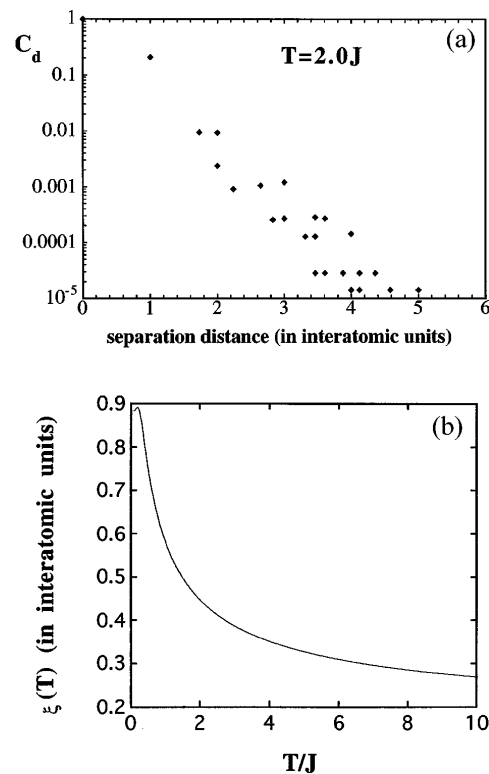 (a)
C_d
T=2.0J
1
0.1
0.01
0.001
0.0001
10^-5
0 1 2 3 4 5 6
separation distance (in interatomic units)
(b)
ξ(T) (in interatomic units)
0.9
0.8
0.7
0.6
0.5
0.4
0.3
0.2
0 2 4 6 8 10
T/J